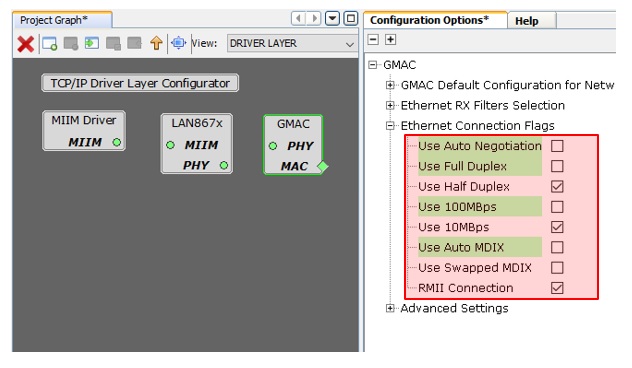 Project Graph*
View: DRIVER LAYER
TCP/IP Driver Layer Configurator
MIIM Driver
MIIM
LAN867x
MIIM
PHY
GMAC
PHY
MAC
Configuration Options* Help
GMAC
GMAC Default Configuration for Netw
Ethernet RX Filters Selection
Ethernet Connection Flags
Use Auto Negotiation
Use Full Duplex
Use Half Duplex
Use 100MBps
Use 10MBps
Use Auto MDIX
Use Swapped MDIX
RMII Connection
Advanced Settings